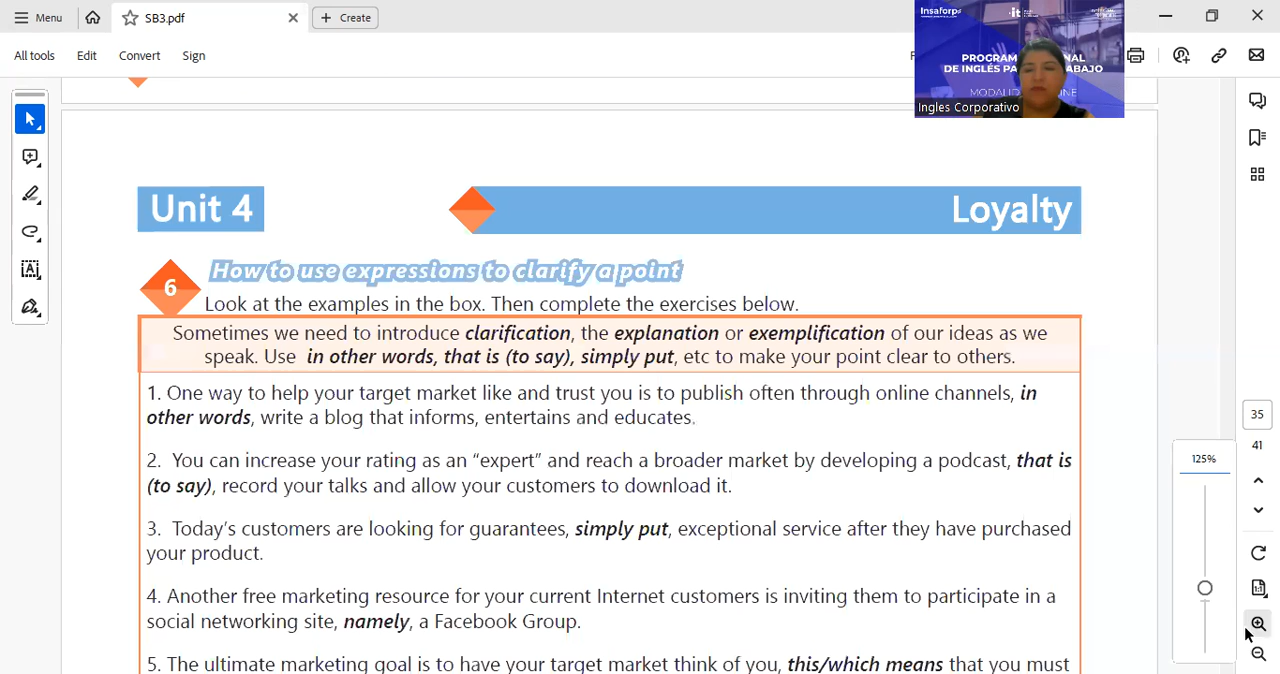 Menu
SB3.pdf
Create
All tools Edit Convert Sign
Insaforp
it
PROGRAM
DE INGLÉS PA
MODALID
Ingles Corporativo
Unit 4
Loyalty
6
How to use expressions to clarify a point
Look at the examples in the box. Then complete the exercises below.
Sometimes we need to introduce clarification, the explanation or exemplification of our ideas as we
speak. Use in other words, that is (to say), simply put, etc to make your point clear to others.
1. One way to help your target market like and trust you is to publish often through online channels, in
other words, write a blog that informs, entertains and educates.
2. You can increase your rating as an “expert” and reach a broader market by developing a podcast, that is
(to say), record your talks and allow your customers to download it.
3. Today’s customers are looking for guarantees, simply put, exceptional service after they have purchased
your product.
4. Another free marketing resource for your current Internet customers is inviting them to participate in a
social networking site, namely, a Facebook Group.
5. The ultimate marketing goal is to have your target market think of you, this/which means that you must
35
41
125%